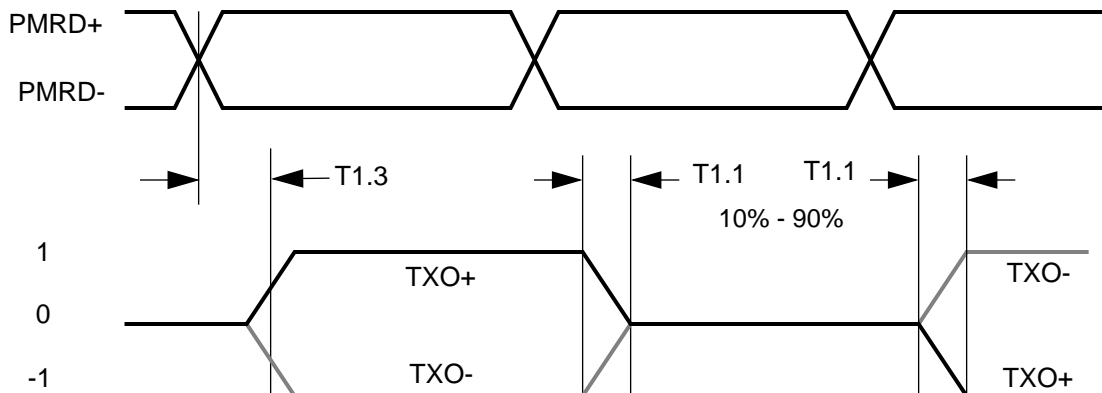 PMRD+
PMRD-
T1.3
T1.1
T1.1
10% - 90%
1
TXO+
TXO-
0
-1
TXO-
TXO+